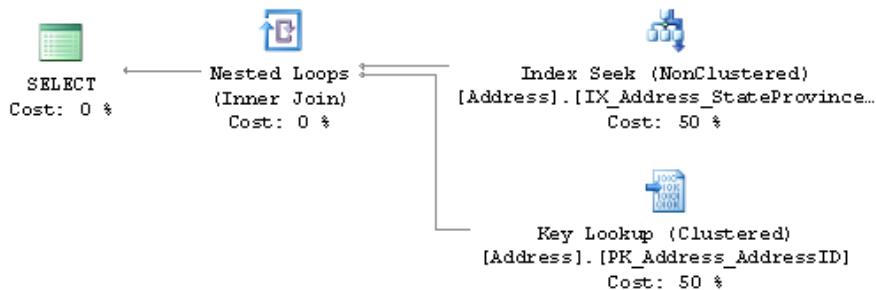 SELECT
Cost: 0 %
Nested Loops
(Inner Join)
Cost: 0 %
Index Seek (NonClustered)
[Address].[IX_Address_StateProvince…
Cost: 50 %
Key Lookup (Clustered)
[Address].[PK_Address_AddressID]
Cost: 50 %